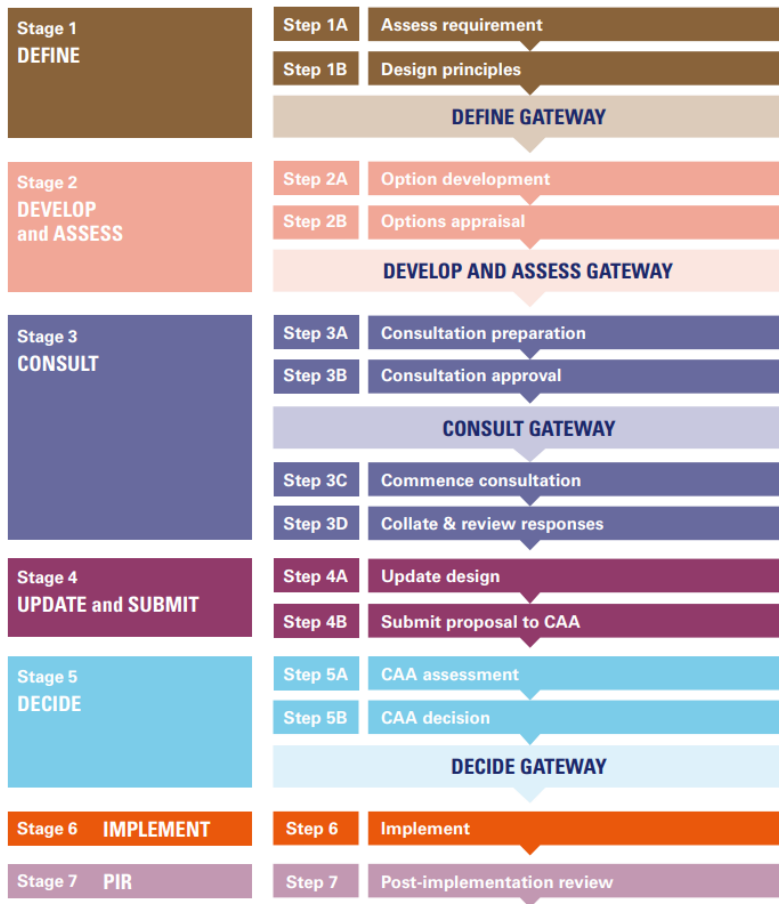 Stage 1
DEFINE
Step 1A Assess requirement
Step 1B Design principles
DEFINE GATEWAY
Stage 2
DEVELOP
and ASSESS
Step 2A Option development
Step 2B Options appraisal
DEVELOP AND ASSESS GATEWAY
Stage 3
CONSULT
Step 3A Consultation preparation
Step 3B Consultation approval
CONSULT GATEWAY
Step 3C Commence consultation
Step 3D Collate & review responses
Stage 4
UPDATE and SUBMIT
Step 4A Update design
Step 4B Submit proposal to CAA
Stage 5
DECIDE
Step 5A CAA assessment
Step 5B CAA decision
DECIDE GATEWAY
Stage 6 IMPLEMENT
Step 6 Implement
Stage 7 PIR
Step 7 Post-implementation review